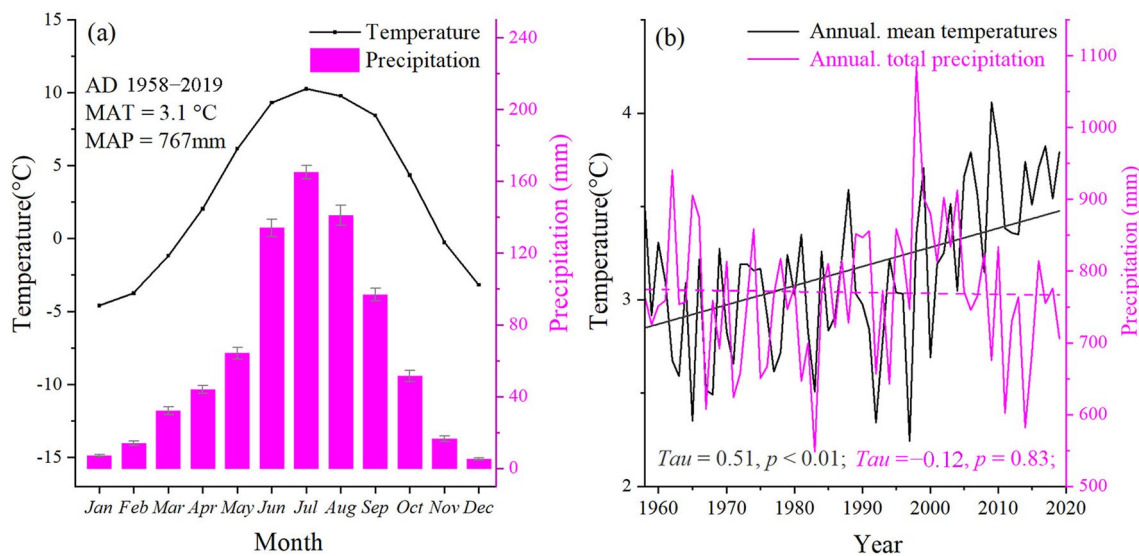 (a)
Temperature
Precipitation
AD 1958–2019
MAT = 3.1 °C
MAP = 767mm
Temperature(°C)
15
10
5
0
-5
-10
-15
Precipitation (mm)
240
200
160
120
80
40
0
Jan Feb Mar Apr May Jun Jul Aug Sep Oct Nov Dec
Month
(b)
Annual. mean temperatures
Annual. total precipitation
Temperature(°C)
4
3
2
Precipitation (mm)
1100
1000
900
800
700
600
550
500
Tau = 0.51, p < 0.01; Tau =−0.12, p = 0.83;
1960 1970 1980 1990 2000 2010 2020
Year